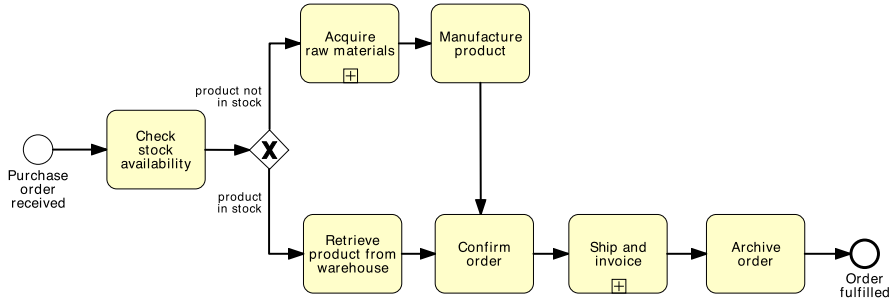 Acquire
raw materials
Manufacture
product
product not
in stock
Check
stock
availability
X
Purchase
order
received
product
in stock
Retrieve
product from
warehouse
Confirm
order
Ship and
invoice
Archive
order
Order
fulfilled